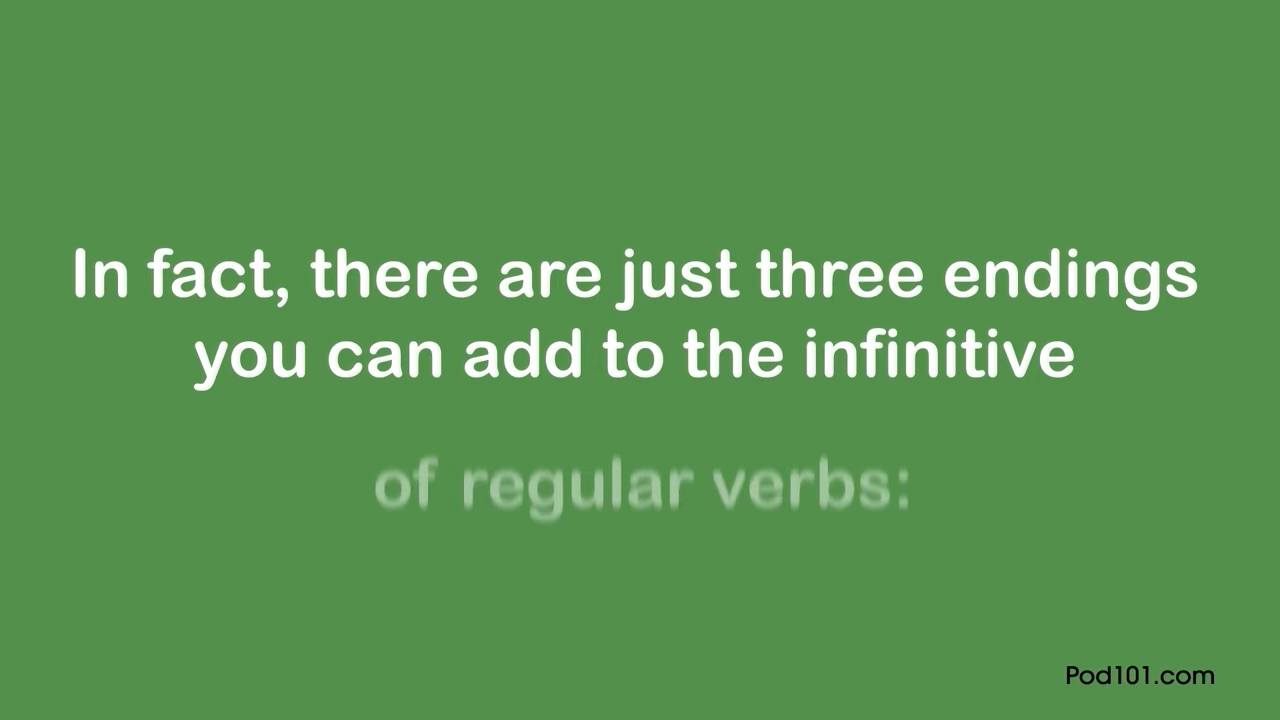 In fact, there are just three endings
you can add to the infinitive
of regular verbs:
Pod101.com